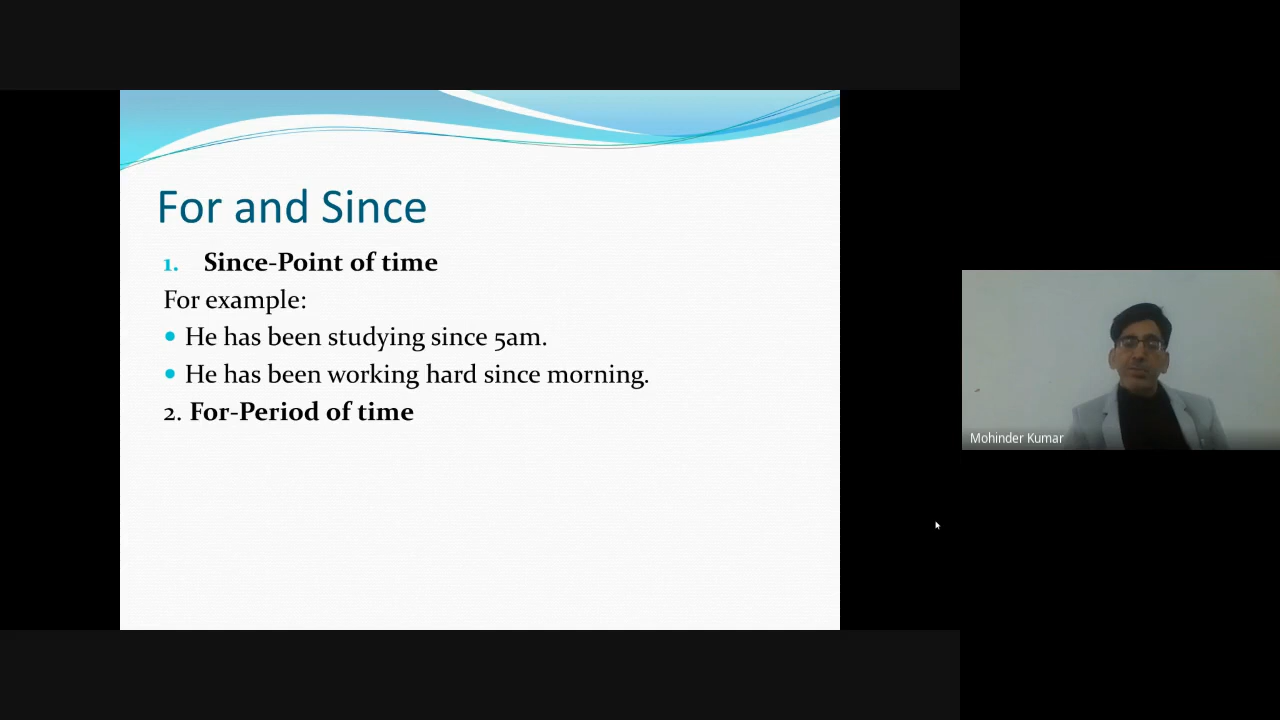 For and Since
1. Since-Point of time
For example:
• He has been studying since 5am.
• He has been working hard since morning.
2. For-Period of time
Mohinder Kumar